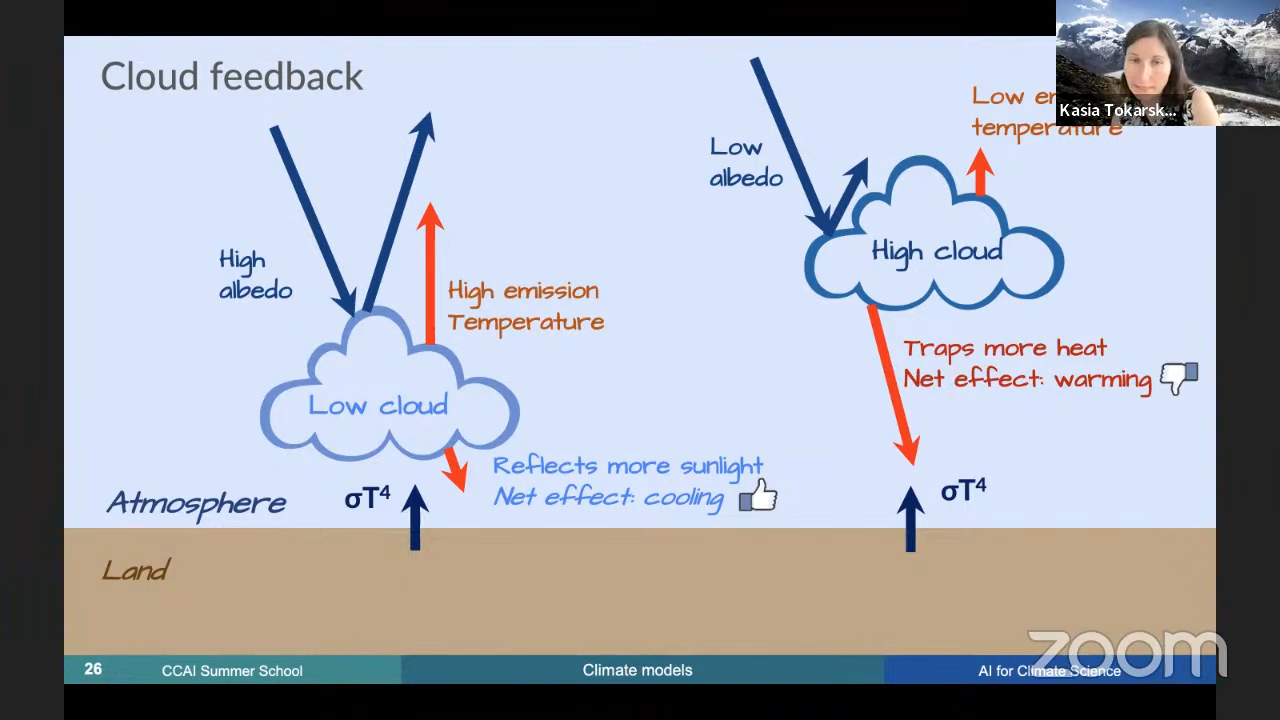 Cloud feedback
Kasia Tokarsk...
Low
temperature
Low
albedo
High cloud
High
albedo
High emission
Temperature
Traps more heat
Net effect: warming
Low cloud
Reflects more sunlight
Net effect: cooling
Atmosphere
σT⁴
σT⁴
Land
zoom
26
CCAI Summer School
Climate models
AI for Climate Science